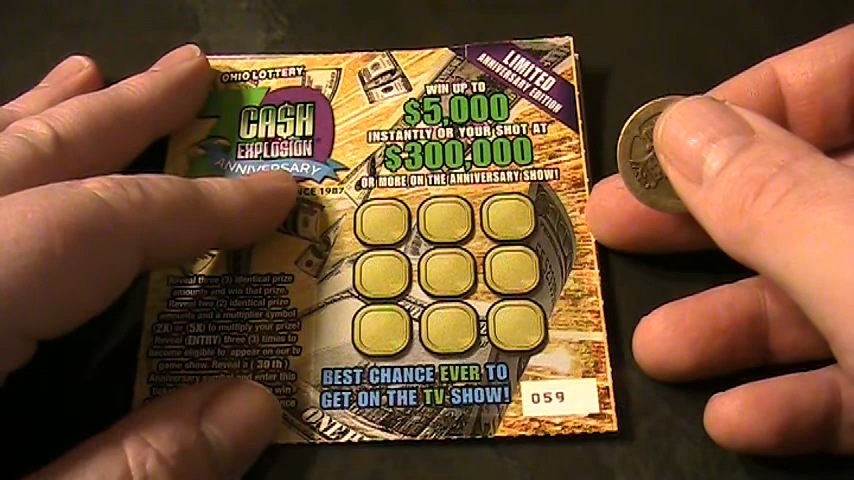 OHIO LOTTERY
CA$H
EXPLOSION
ANNIVERSARY
SINCE 1987
LIMITED
ANNIVERSARY EDITION
WIN UP TO
$5,000
INSTANTLY OR YOUR SHOT AT
$300,000
OR MORE ON THE ANNIVERSARY SHOW!
Reveal three (3) identical prize
amounts and win that prize.
Reveal two (2) identical prize
amounts and a multiplier symbol
(2X) or (5X) to multiply your prize!
Reveal (ENTRY) three (3) times to
become eligible to appear on our tv
game show. Reveal a (30th)
Anniversary and enter this
win
BEST CHANCE EVER TO
GET ON THE TV SHOW!
059